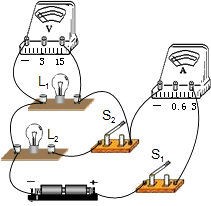 V
— 3 15
A
— 0.6 3
L1
S2
L2
S1
− +